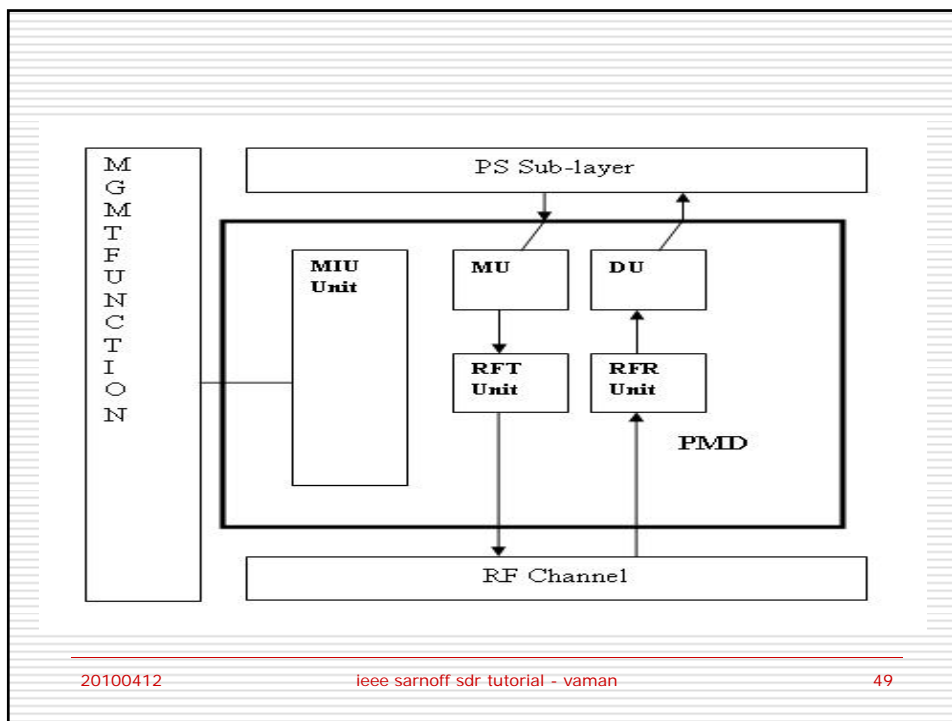 MGMTFUNCTION
PS Sub-layer
MIU
Unit
MU
DU
RFT
Unit
RFR
Unit
PMD
RF Channel
20100412 ieee sarnoff sdr tutorial - vaman 49